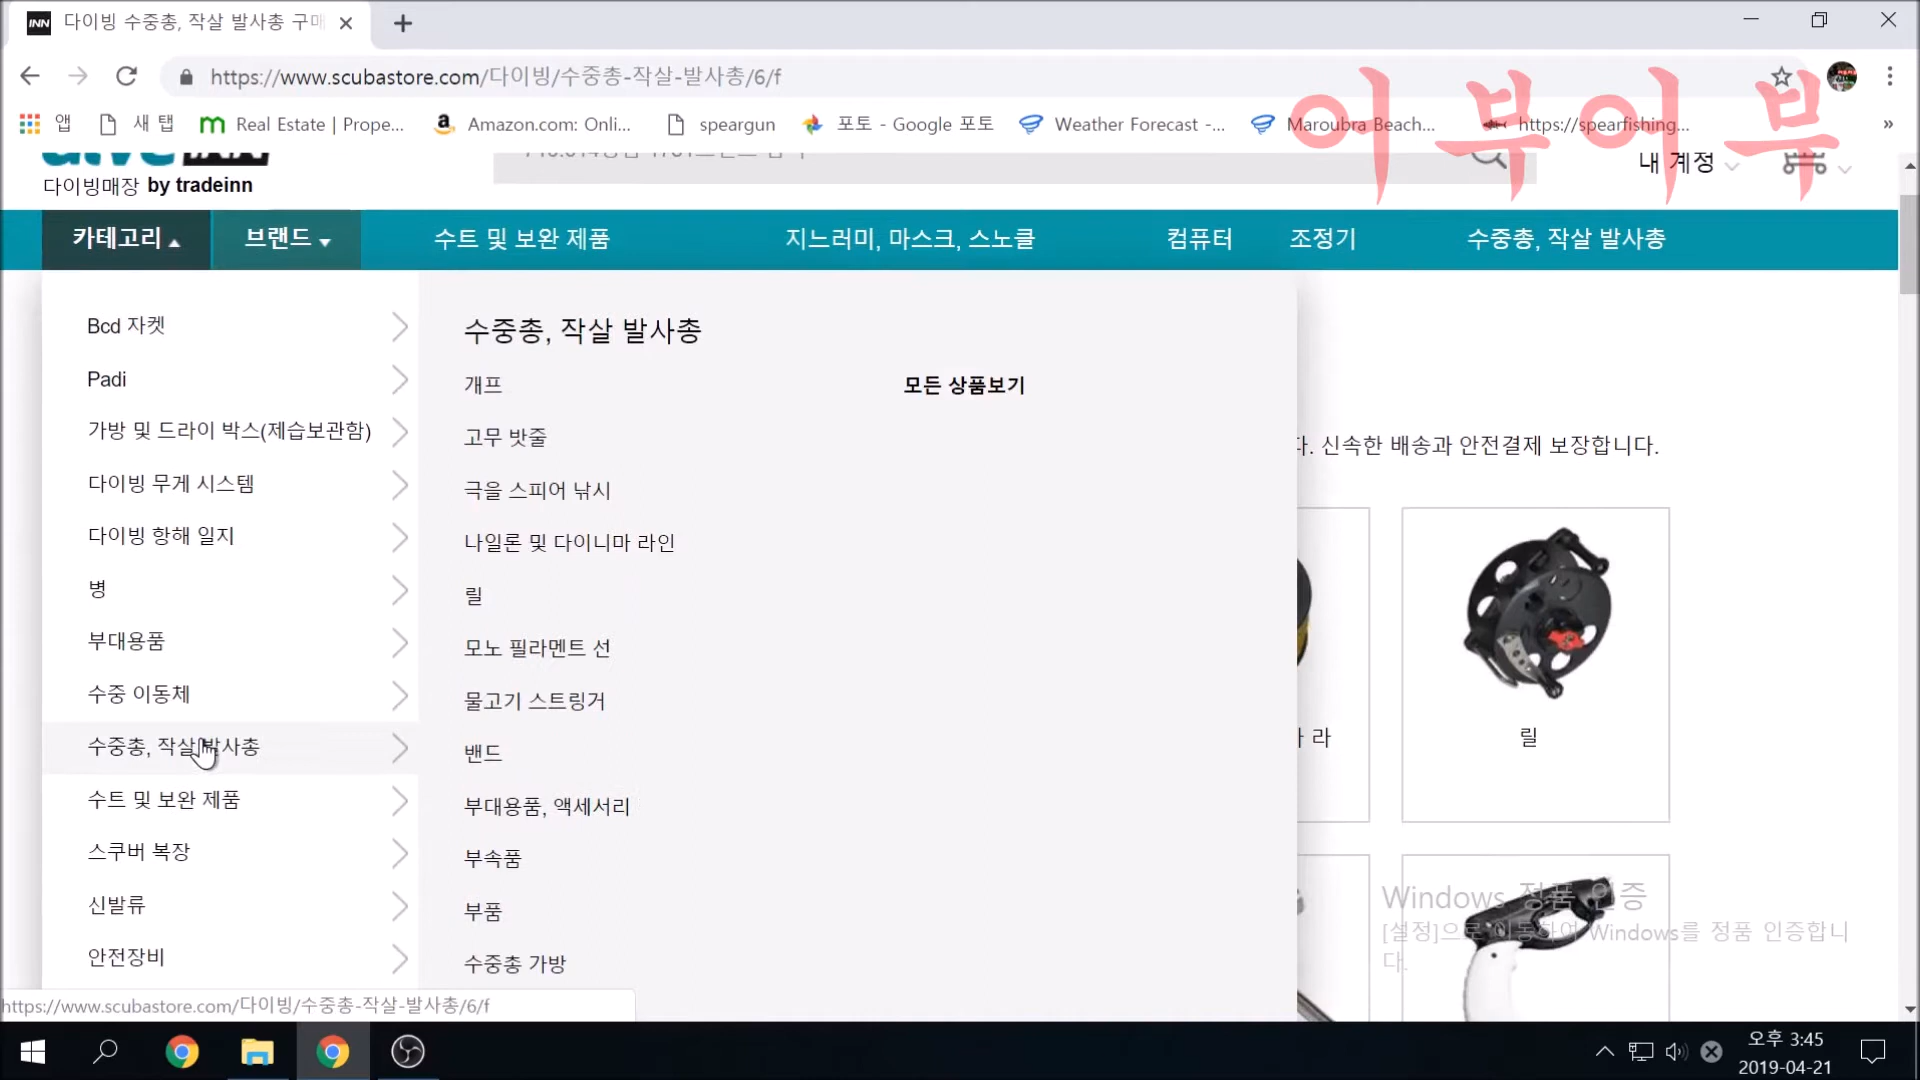 다이빙 수중총, 작살 발사총 구매
https://www.scubastore.com/다이빙/수중총-작살-발사총/6/f
앱 새 탭 Real Estate | Prope... Amazon.com: Onli... speargun 포토 - Google 포토 Weather Forecast -... Maroubra Beach... https://spearfishing... »
어뷰어뷰
다이빙매장 by tradeinn
내 계정
카테고리 브랜드 수트 및 보완 제품 지느러미, 마스크, 스노클 컴퓨터 조정기 수중총, 작살 발사총
Bcd 자켓
Padi
가방 및 드라이 박스(제습보관함)
다이빙 무게 시스템
다이빙 항해 일지
병
부대용품
수중 이동체
수중총, 작살 발사총
수트 및 보완 제품
스쿠버 복장
신발류
안전장비
수중총, 작살 발사총
개프
고무 밧줄
극을 스피어 낚시
나일론 및 다이니마 라인
릴
모노 필라멘트 선
물고기 스트링거
밴드
부대용품, 액세서리
부속품
부품
수중총 가방
모든 상품보기
다. 신속한 배송과 안전결제 보장합니다.
라
릴
Windows 정품 인증
[설정]으로 이동하여 Windows를 정품 인증합니
다.
https://www.scubastore.com/다이빙/수중총-작살-발사총/6/f
오후 3:45
2019-04-21